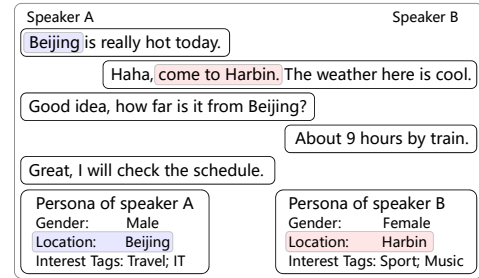 Speaker A Speaker B
Beijing is really hot today.
Haha, come to Harbin. The weather here is cool.
Good idea, how far is it from Beijing?
About 9 hours by train.
Great, I will check the schedule.
Persona of speaker A
Gender: Male
Location: Beijing
Interest Tags: Travel; IT
Persona of speaker B
Gender: Female
Location: Harbin
Interest Tags: Sport; Music